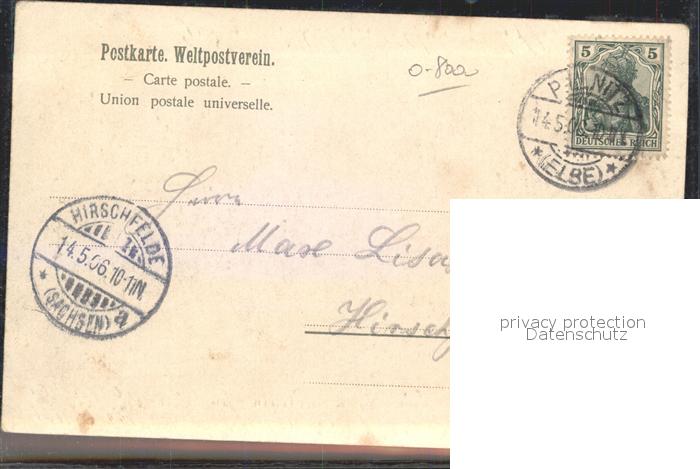 Postkarte. Weltpostverein.
– Carte postale. –
Union postale universelle.
0-800
5 5
DEUTSCHES REICH
14.5.06
*(ELBE)*
Herrn
Max
HIRSCHFELDE
14.5.06.10-11N.
* (SACHSEN) a
privacy protection
Datenschutz